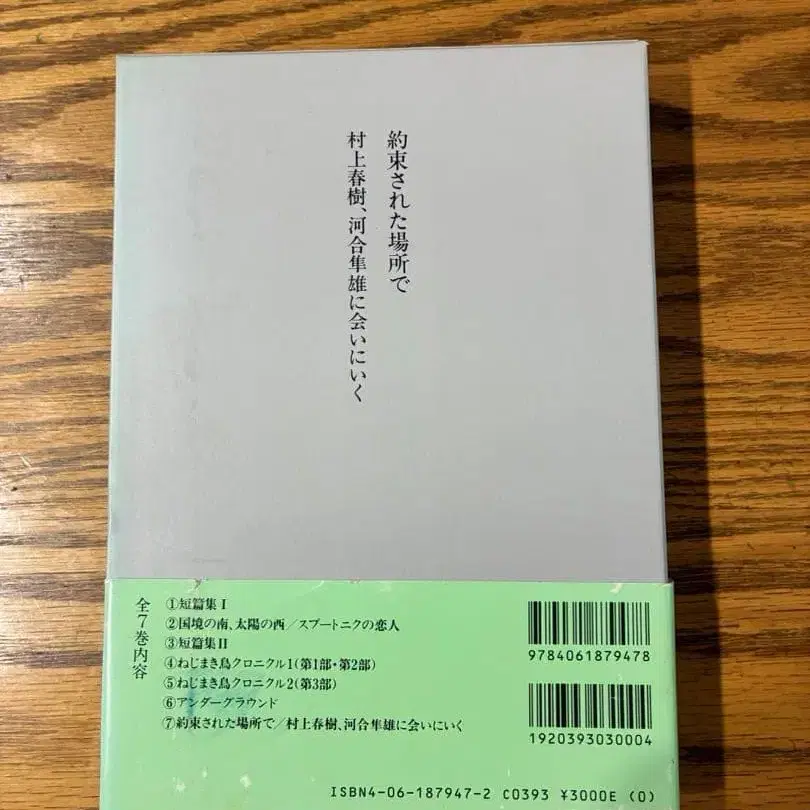 約束された場所で
村上春樹、河合隼雄に会いにいく
全7巻内容
①短篇集Ⅰ
②国境の南、太陽の西／スプートニクの恋人
③短篇集Ⅱ
④ねじまき鳥クロニクル1(第1部・第2部)
⑤ねじまき鳥クロニクル2(第3部)
⑥アンダーグラウンド
⑦約束された場所で／村上春樹、河合隼雄に会いにいく
9784061879478
1920393030004
ISBN4-06-187947-2 C0393 ¥3000E (0)